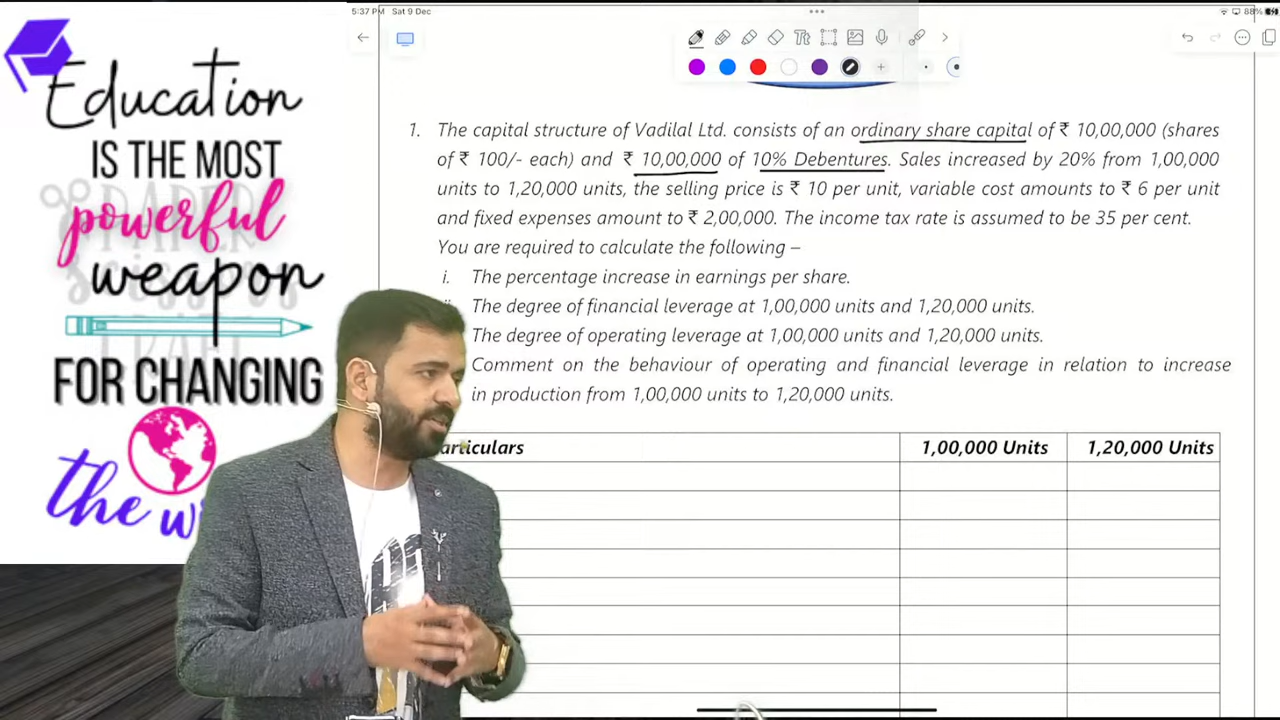 Education
IS THE MOST
powerful
weapon
FOR CHANGING
the w
5:37 PM Sat 9 Dec
88%
1. The capital structure of Vadilal Ltd. consists of an ordinary share capital of ₹ 10,00,000 (shares
of ₹ 100/- each) and ₹ 10,00,000 of 10% Debentures. Sales increased by 20% from 1,00,000
units to 1,20,000 units, the selling price is ₹ 10 per unit, variable cost amounts to ₹ 6 per unit
and fixed expenses amount to ₹ 2,00,000. The income tax rate is assumed to be 35 per cent.
You are required to calculate the following –
i. The percentage increase in earnings per share.
The degree of financial leverage at 1,00,000 units and 1,20,000 units.
The degree of operating leverage at 1,00,000 units and 1,20,000 units.
Comment on the behaviour of operating and financial leverage in relation to increase
in production from 1,00,000 units to 1,20,000 units.
articulars 1,00,000 Units 1,20,000 Units